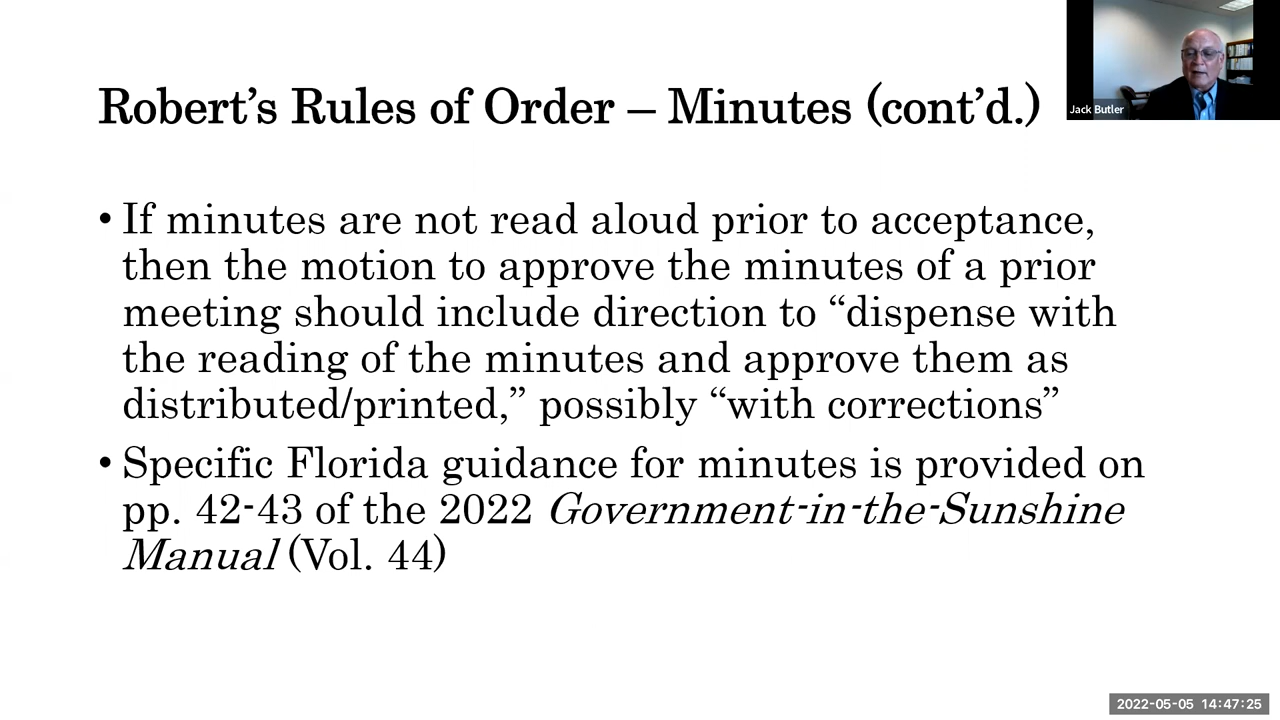 Robert’s Rules of Order – Minutes (cont’d.)
Jack Butler
• If minutes are not read aloud prior to acceptance,
then the motion to approve the minutes of a prior
meeting should include direction to “dispense with
the reading of the minutes and approve them as
distributed/printed,” possibly “with corrections”
• Specific Florida guidance for minutes is provided on
pp. 42-43 of the 2022 Government-in-the-Sunshine
Manual (Vol. 44)
2022-05-05 14:47:25